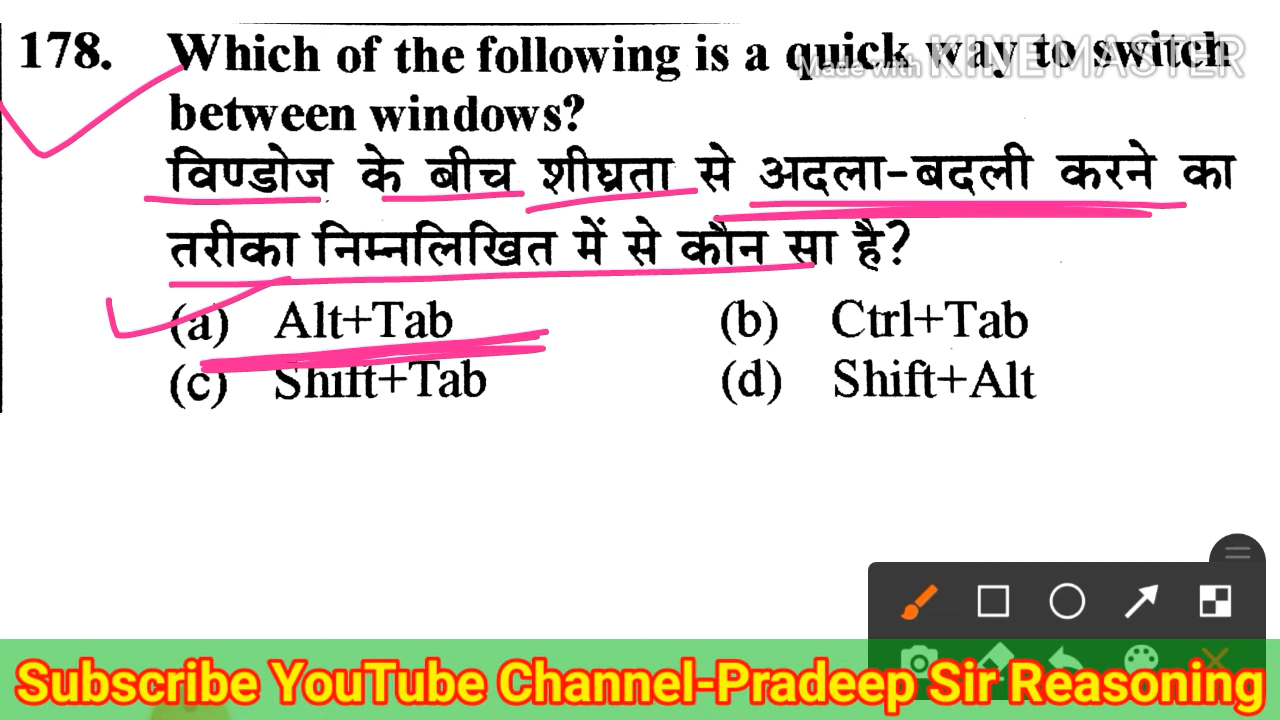 178. Which of the following is a quick way to switch
Made with KINEMASTER
between windows?
विण्डोज के बीच शीघ्रता से अदला-बदली करने का
तरीका निम्नलिखित में से कौन सा है?
(a) Alt+Tab (b) Ctrl+Tab
(c) Shift+Tab (d) Shift+Alt
Subscribe YouTube Channel-Pradeep Sir Reasoning